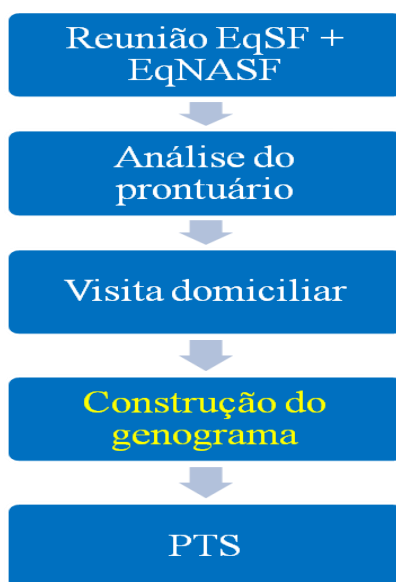 Reunião EqSF +
EqNASF
Análise do
prontuário
Visita domiciliar
Construção do
genograma
PTS